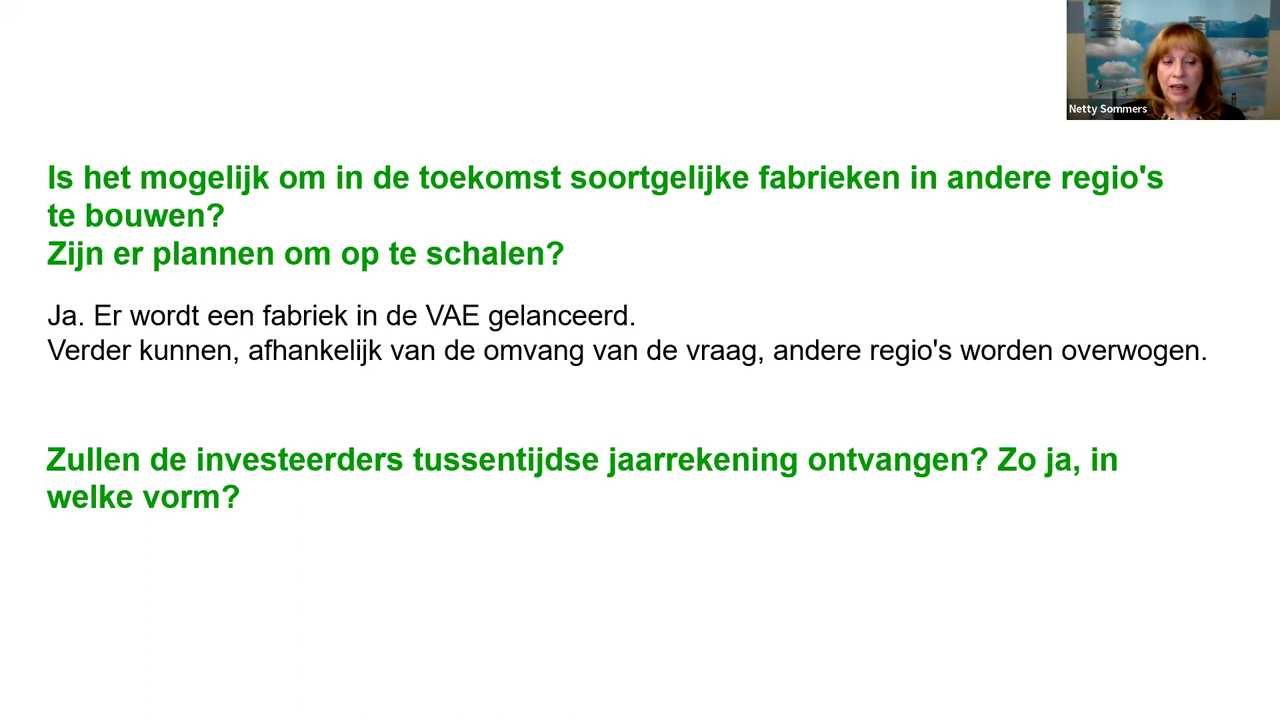 Netty Sommers
Is het mogelijk om in de toekomst soortgelijke fabrieken in andere regio's
te bouwen?
Zijn er plannen om op te schalen?
Ja. Er wordt een fabriek in de VAE gelanceerd.
Verder kunnen, afhankelijk van de omvang van de vraag, andere regio's worden overwogen.
Zullen de investeerders tussentijdse jaarrekening ontvangen? Zo ja, in
welke vorm?